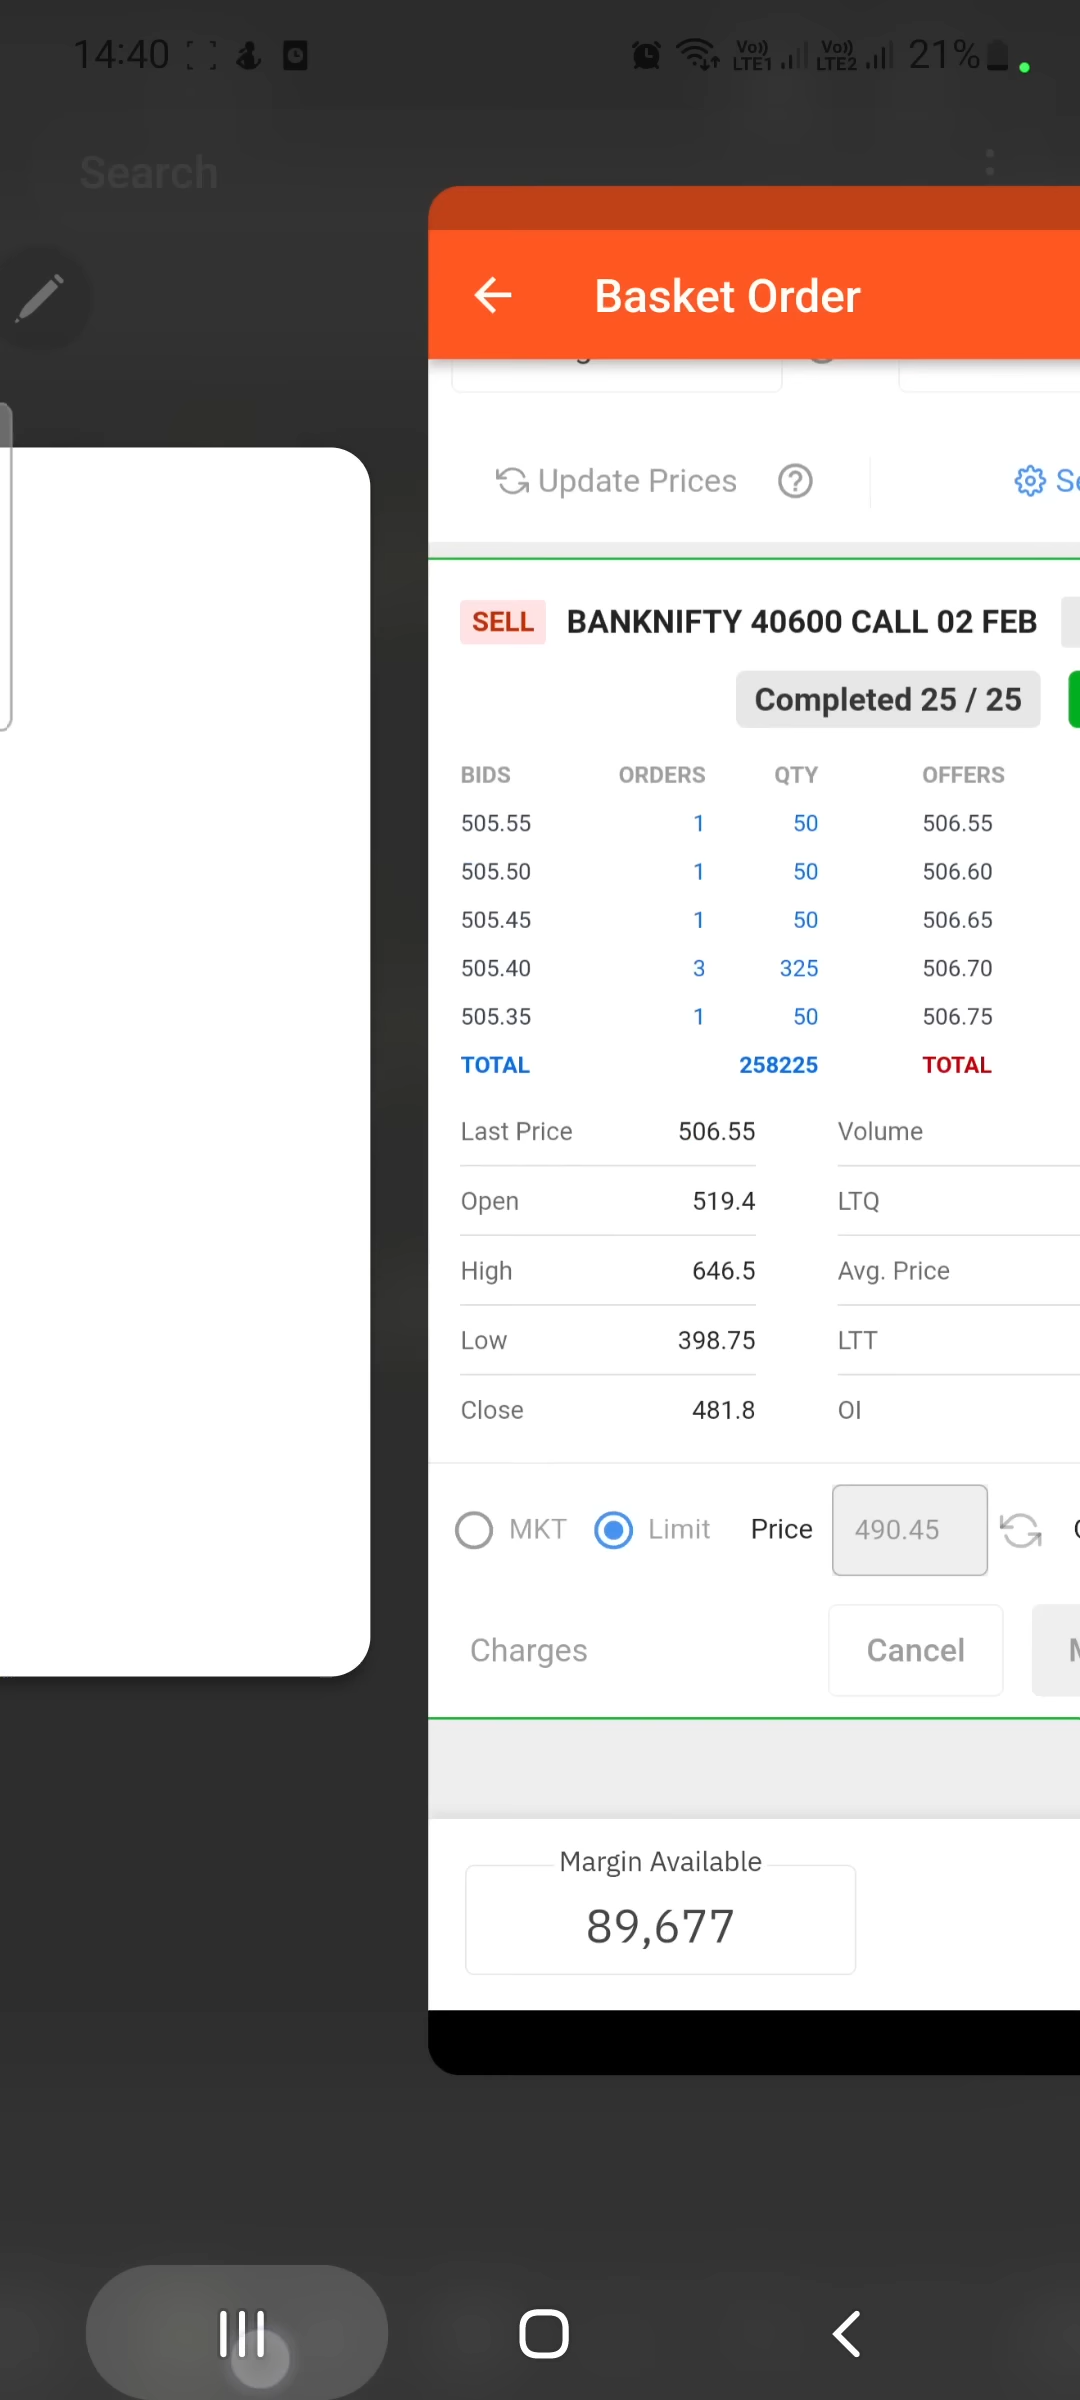 14:40 Vo)) LTE1 Vo)) LTE2 21%
Search
Basket Order
Update Prices ?
SELL BANKNIFTY 40600 CALL 02 FEB
Completed 25 / 25
BIDS ORDERS QTY OFFERS
505.55 1 50 506.55
505.50 1 50 506.60
505.45 1 50 506.65
505.40 3 325 506.70
505.35 1 50 506.75
TOTAL 258225 TOTAL
Last Price 506.55 Volume
Open 519.4 LTQ
High 646.5 Avg. Price
Low 398.75 LTT
Close 481.8 OI
MKT Limit Price 490.45
Charges Cancel
Margin Available
89,677